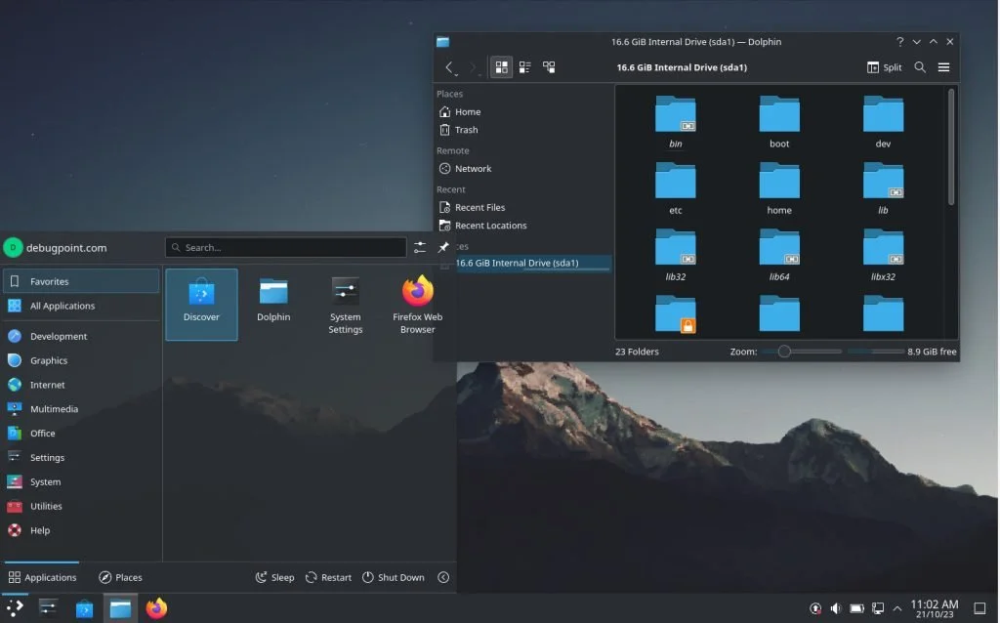 16.6 GiB Internal Drive (sda1) — Dolphin
16.6 GiB Internal Drive (sda1)
Split
Places
Home
Trash
Remote
Network
Recent
Recent Files
Recent Locations
ces
16.6 GiB Internal Drive (sda1)
bin
boot
dev
etc
home
lib
lib32
lib64
libx32
23 Folders
Zoom:
8.9 GiB free
debugpoint.com
Search...
Favorites
All Applications
Development
Graphics
Internet
Multimedia
Office
Settings
System
Utilities
Help
Discover
Dolphin
System
Settings
Firefox Web
Browser
Applications
Places
Sleep
Restart
Shut Down
11:02 AM
21/10/23